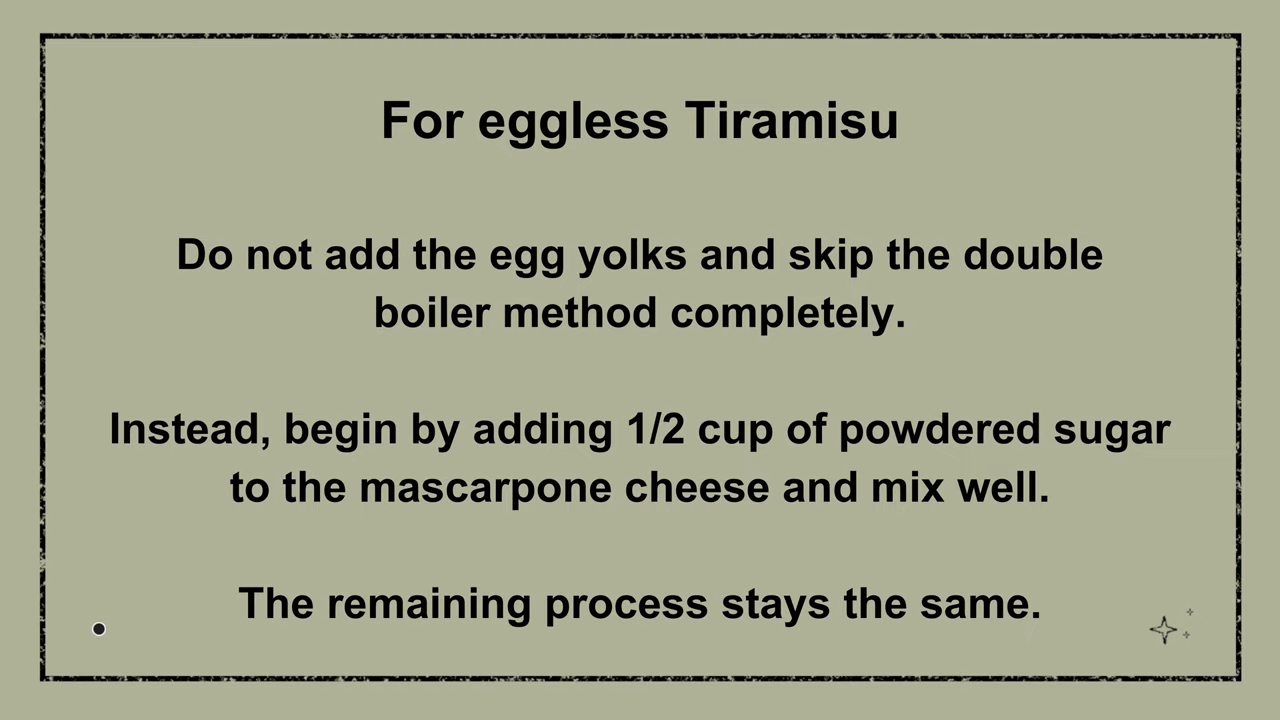 For eggless Tiramisu
Do not add the egg yolks and skip the double
boiler method completely.
Instead, begin by adding 1/2 cup of powdered sugar
to the mascarpone cheese and mix well.
The remaining process stays the same.